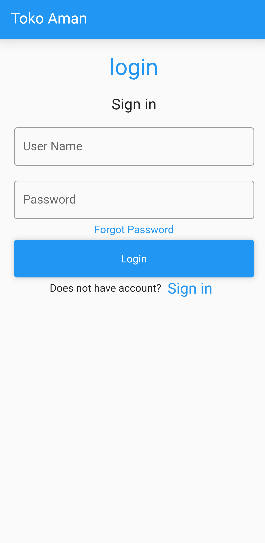 Toko Aman
login
Sign in
User Name
Password
Forgot Password
Login
Does not have account? Sign in